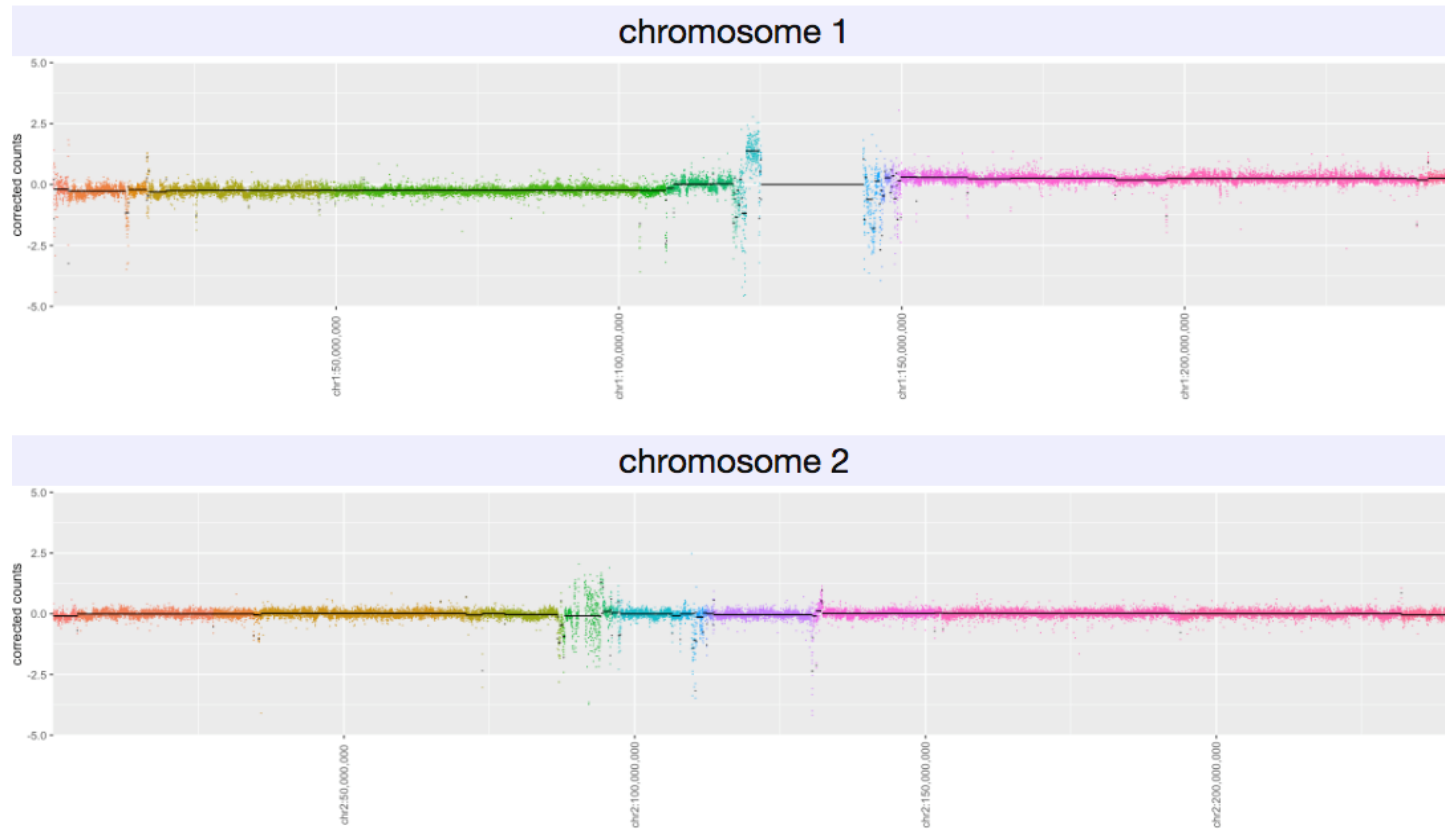 chromosome 1
corrected counts
5.0
2.5
0.0
-2.5
-5.0
chr1:50,000,000
chr1:100,000,000
chr1:150,000,000
chr1:200,000,000
chromosome 2
corrected counts
5.0
2.5
0.0
-2.5
-5.0
chr2:50,000,000
chr2:100,000,000
chr2:150,000,000
chr2:200,000,000